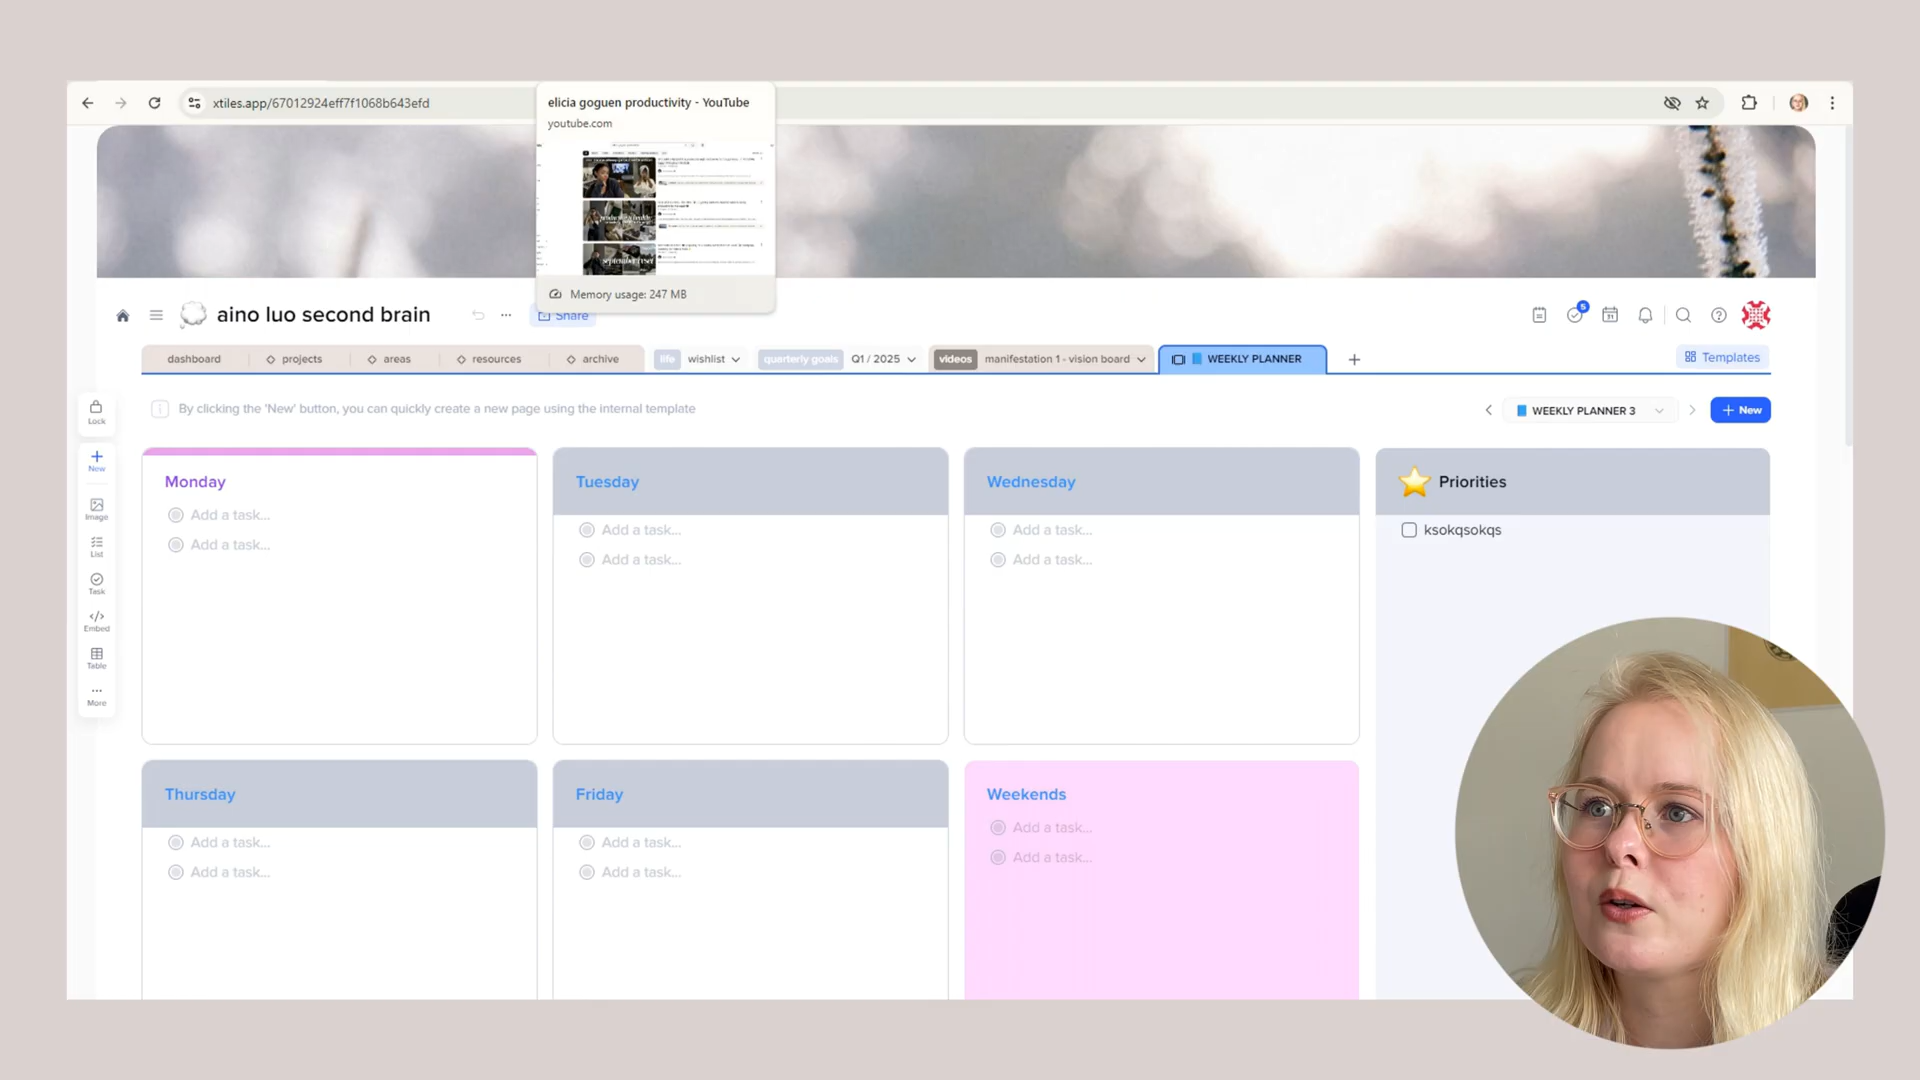 elicia goguen productivity - YouTube
youtube.com
xtiles.app/67012924eff7f1068b643efd
Memory usage: 247 MB
aino luo second brain
Share
5
31
dashboard
projects
areas
resources
archive
life
wishlist
quarterly goals
Q1 / 2025
videos
manifestation 1 - vision board
WEEKLY PLANNER
Templates
By clicking the 'New' button, you can quickly create a new page using the internal template
WEEKLY PLANNER 3
New
Lock
New
Image
List
Task
Embed
Table
More
Monday
Add a task...
Add a task...
Tuesday
Add a task...
Add a task...
Wednesday
Add a task...
Add a task...
Priorities
ksokqsokqs
Thursday
Add a task...
Add a task...
Friday
Add a task...
Add a task...
Weekends
Add a task...
Add a task...